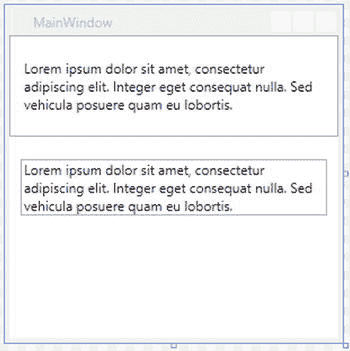 MainWindow
Lorem ipsum dolor sit amet, consectetur
adipiscing elit. Integer eget consequat nulla. Sed
vehicula posuere quam eu lobortis.
Lorem ipsum dolor sit amet, consectetur
adipiscing elit. Integer eget consequat nulla. Sed
vehicula posuere quam eu lobortis.